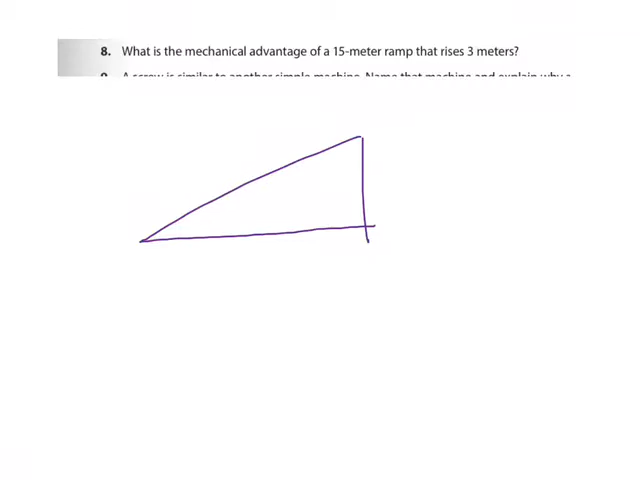 8. What is the mechanical advantage of a 15-meter ramp that rises 3 meters?
9. A screw is similar to another simple machine. Name that machine and explain why a